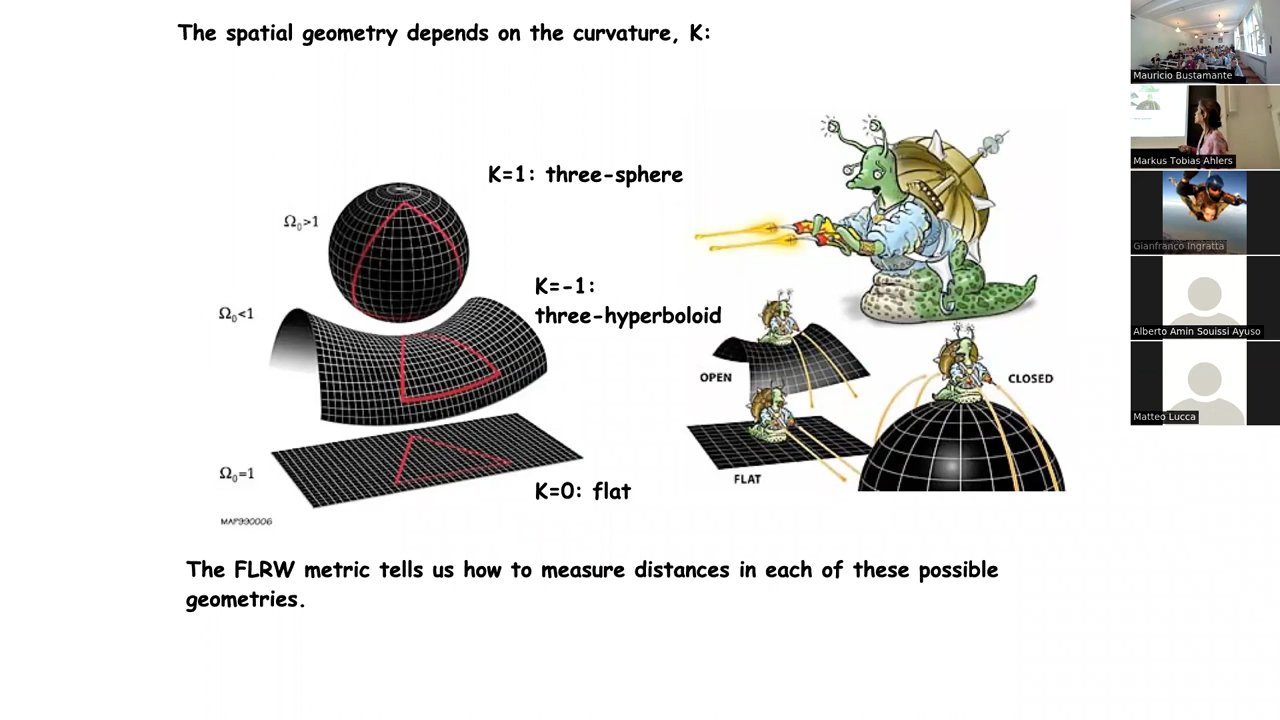 The spatial geometry depends on the curvature, K:
K=1: three-sphere
Ω₀>1
K=-1:
three-hyperboloid
Ω₀<1
OPEN
CLOSED
Ω₀=1
FLAT
K=0: flat
MAP990006
The FLRW metric tells us how to measure distances in each of these possible
geometries.
Mauricio Bustamante
Markus Tobias Ahlers
Gianfranco Ingratta
Alberto Amin Souissi Ayuso
Matteo Lucca